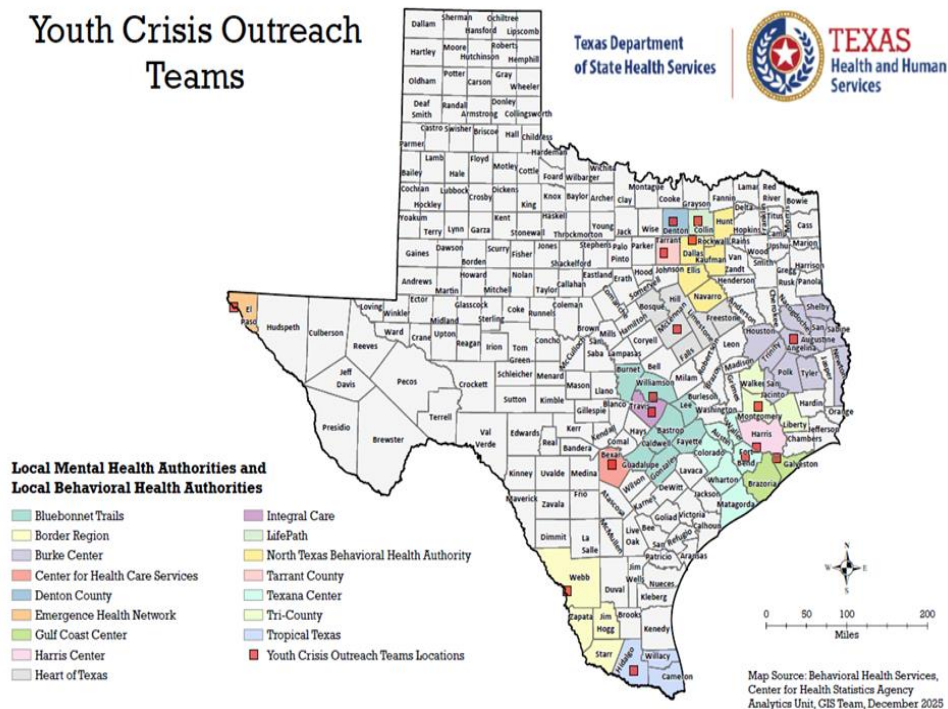 Youth Crisis Outreach
Teams
Texas Department
of State Health Services
TEXAS
Health and Human
Services
Dallam
Sherman
Hansford
Ochiltree
Lipscomb
Hartley
Moore
Hutchinson
Roberts
Hemphill
Oldham
Potter
Carson
Gray
Wheeler
Deaf
Smith
Randall
Armstrong
Donley
Collingsworth
Parmer
Castro
Swisher
Briscoe
Hall
Childress
Hardeman
Bailey
Lamb
Hale
Floyd
Motley
Cottle
Foard
Wilbarger
Wichita
Cochran
Hockley
Lubbock
Crosby
Dickens
King
Knox
Baylor
Archer
Clay
Montague
Cooke
Grayson
Fannin
Lamar
Red
River
Bowie
Delta
Titus
Cass
Yoakum
Terry
Lynn
Garza
Kent
Stonewall
Haskel
Throckmorton
Young
Jack
Wise
Denton
Collin
Hunt
Hopkins
Gaines
Dawson
Borden
Scurry
Fisher
Jones
Shackelford
Stephens
Palo
Pinto
Parker
Tarrant
Dallas
Rockwall
Rains
Wood
Upshur
Marion
Kaufman
Van
Zandt
Smith
Gregg
Harrison
Rusk
Panola
Andrews
Martin
Howard
Mitchell
Nolan
Taylor
Callahan
Eastland
Erath
Hood
Somervell
Johnson
Ellis
Henderson
Navarro
Anderson
Cherokee
Nacogdoches
Shelby
El
Paso
Hudspeth
Culberson
Reeves
Loving
Winkler
Ector
Midland
Glasscock
Sterling
Coke
Runnels
Coleman
Brown
Comanche
Hamilton
Bosque
Hill
McLennan
Limestone
Freestone
Leon
Houston
San
Augustine
Sabine
Angelina
Trinity
Ward
Crane
Upton
Reagan
Irion
Tom
Green
Concho
McCulloch
San
Saba
Mills
Lampasas
Coryell
Falls
Bell
Robertson
Madison
Walker
Polk
Tyler
Jasper
Newton
Jeff
Davis
Pecos
Crockett
Schleicher
Menard
Mason
Llano
Burnet
Williamson
Milam
Brazos
Grimes
San
Jacinto
Burleson
Montgomery
Hardin
Liberty
Orange
Jefferson
Chambers
Presidio
Brewster
Terrell
Val
Verde
Sutton
Kimble
Gillespie
Blanco
Travis
Lee
Washington
Waller
Harris
Edwards
Real
Kerr
Bandera
Kendall
Comal
Hays
Bastrop
Caldwell
Fayette
Austin
Colorado
Fort
Bend
Galveston
Brazoria
Kinney
Uvalde
Medina
Bexar
Guadalupe
Gonzales
Lavaca
Wharton
Matagorda
Maverick
Zavala
Frio
Atascosa
Wilson
Karnes
DeWitt
Jackson
Victoria
Calhoun
Goliad
Dimmit
La
Salle
McMullen
Live
Oak
Bee
Refugio
San
Patricio
Aransas
Webb
Duval
Jim
Wells
Nueces
Kleberg
Zapata
Jim
Hogg
Brooks
Kenedy
Starr
Hidalgo
Willacy
Cameron
Local Mental Health Authorities and
Local Behavioral Health Authorities
Bluebonnet Trails
Border Region
Burke Center
Center for Health Care Services
Denton County
Emergence Health Network
Gulf Coast Center
Harris Center
Heart of Texas
Integral Care
LifePath
North Texas Behavioral Health Authority
Tarrant County
Texana Center
Tri-County
Tropical Texas
Youth Crisis Outreach Teams Locations
N
W
E
S
0 50 100 200
Miles
Map Source: Behavioral Health Services,
Center for Health Statistics Agency
Analytics Unit, GIS Team, December 2025